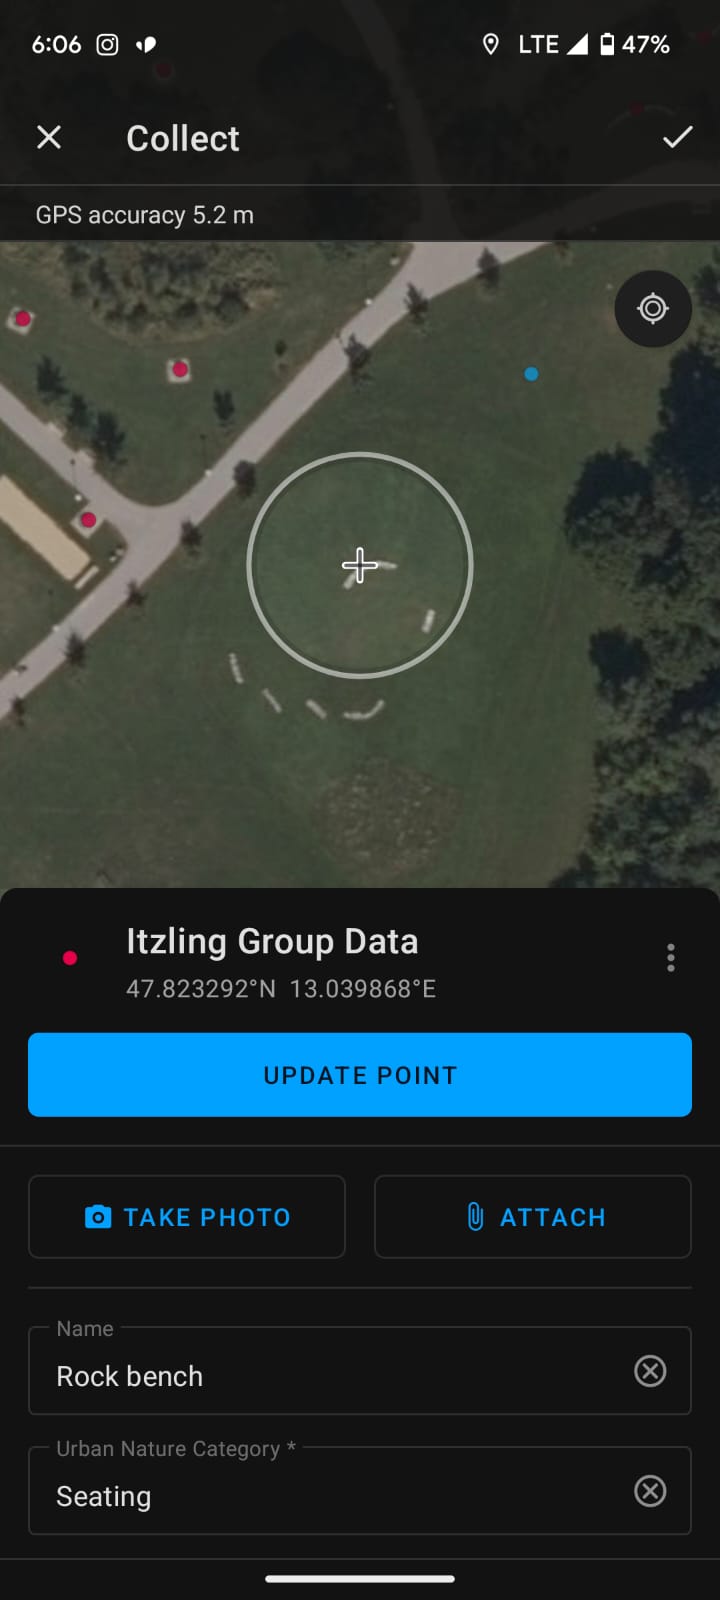 6:06 LTE 47%
Collect
GPS accuracy 5.2 m
Itzling Group Data
47.823292°N 13.039868°E
UPDATE POINT
TAKE PHOTO ATTACH
Name
Rock bench
Urban Nature Category *
Seating